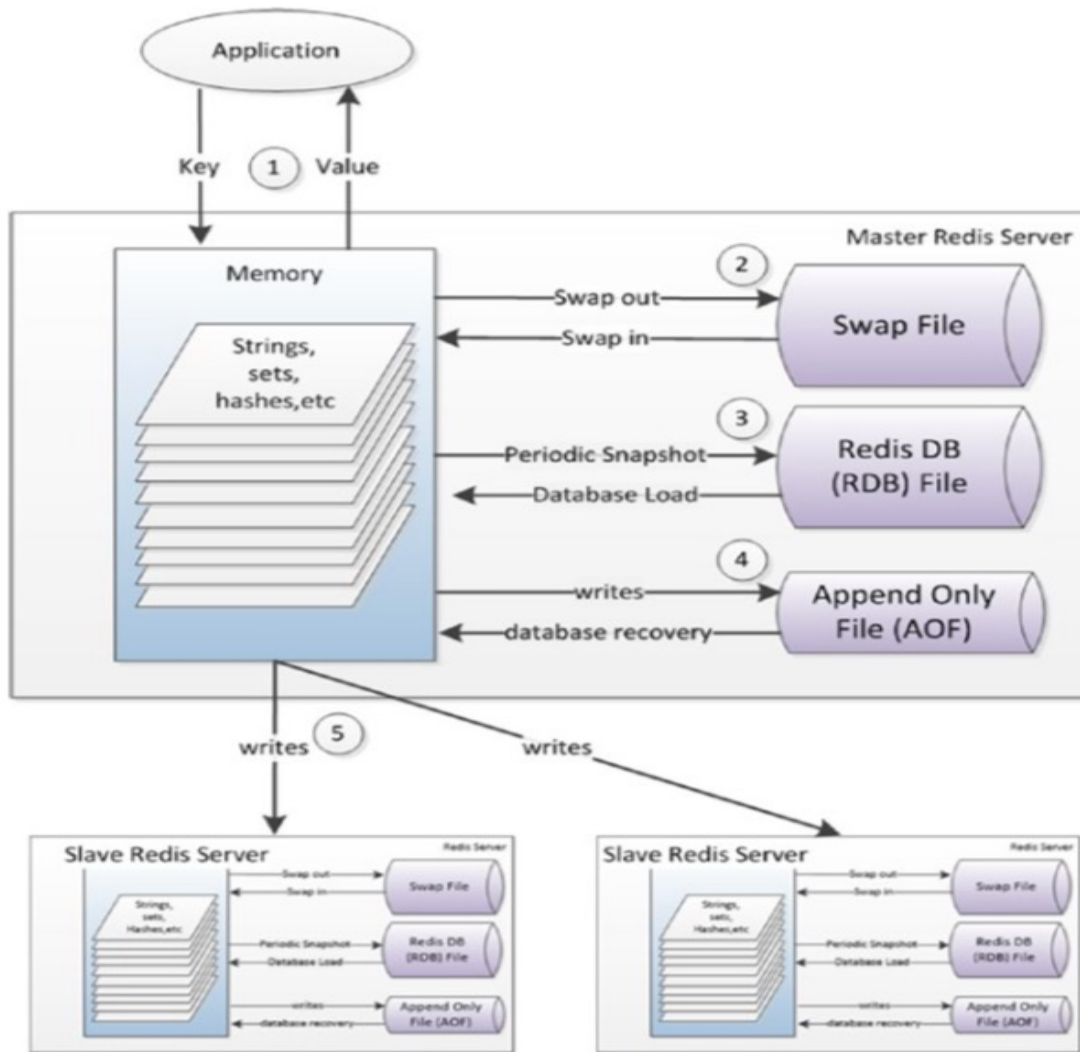 Application
Key
1
Value
Master Redis Server
Memory
2
Swap out
Swap in
Swap File
Strings,
sets,
hashes,etc
3
Periodic Snapshot
Database Load
Redis DB
(RDB) File
4
writes
database recovery
Append Only
File (AOF)
5
writes
writes
Slave Redis Server
Redis Server
Swap out
Swap in
Swap File
Strings,
sets,
Hashes,etc
Periodic Snapshot
Database Load
Redis DB
(RDB) File
writes
database recovery
Append Only
File (AOF)
Slave Redis Server
Redis Server
Swap out
Swap in
Swap File
Strings,
sets,
Hashes,etc
Periodic Snapshot
Database Load
Redis DB
(RDB) File
writes
database recovery
Append Only
File (AOF)